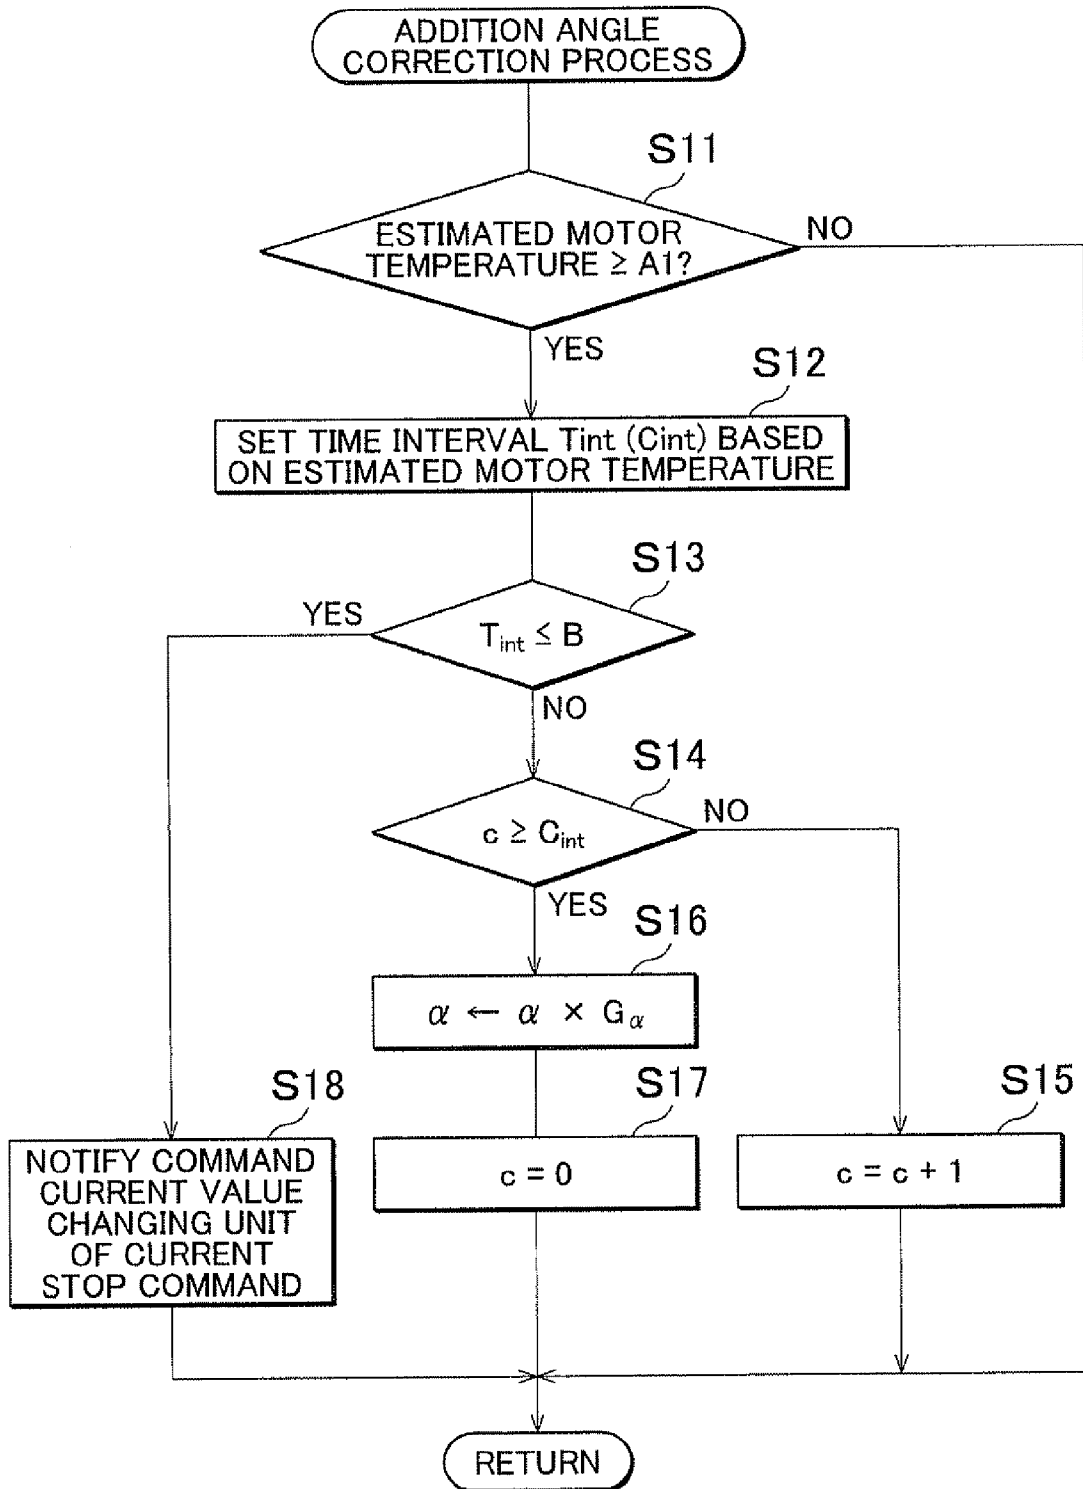 ADDITION ANGLE
CORRECTION PROCESS
S11
ESTIMATED MOTOR
TEMPERATURE ≥ A1?
NO
YES
S12
SET TIME INTERVAL Tint (Cint) BASED
ON ESTIMATED MOTOR TEMPERATURE
S13
YES
Tint ≤ B
NO
S14
NO
c ≥ Cint
YES
S16
α ← α × Gα
S18
S17
S15
NOTIFY COMMAND
CURRENT VALUE
CHANGING UNIT
OF CURRENT
STOP COMMAND
c = 0
c = c + 1
RETURN